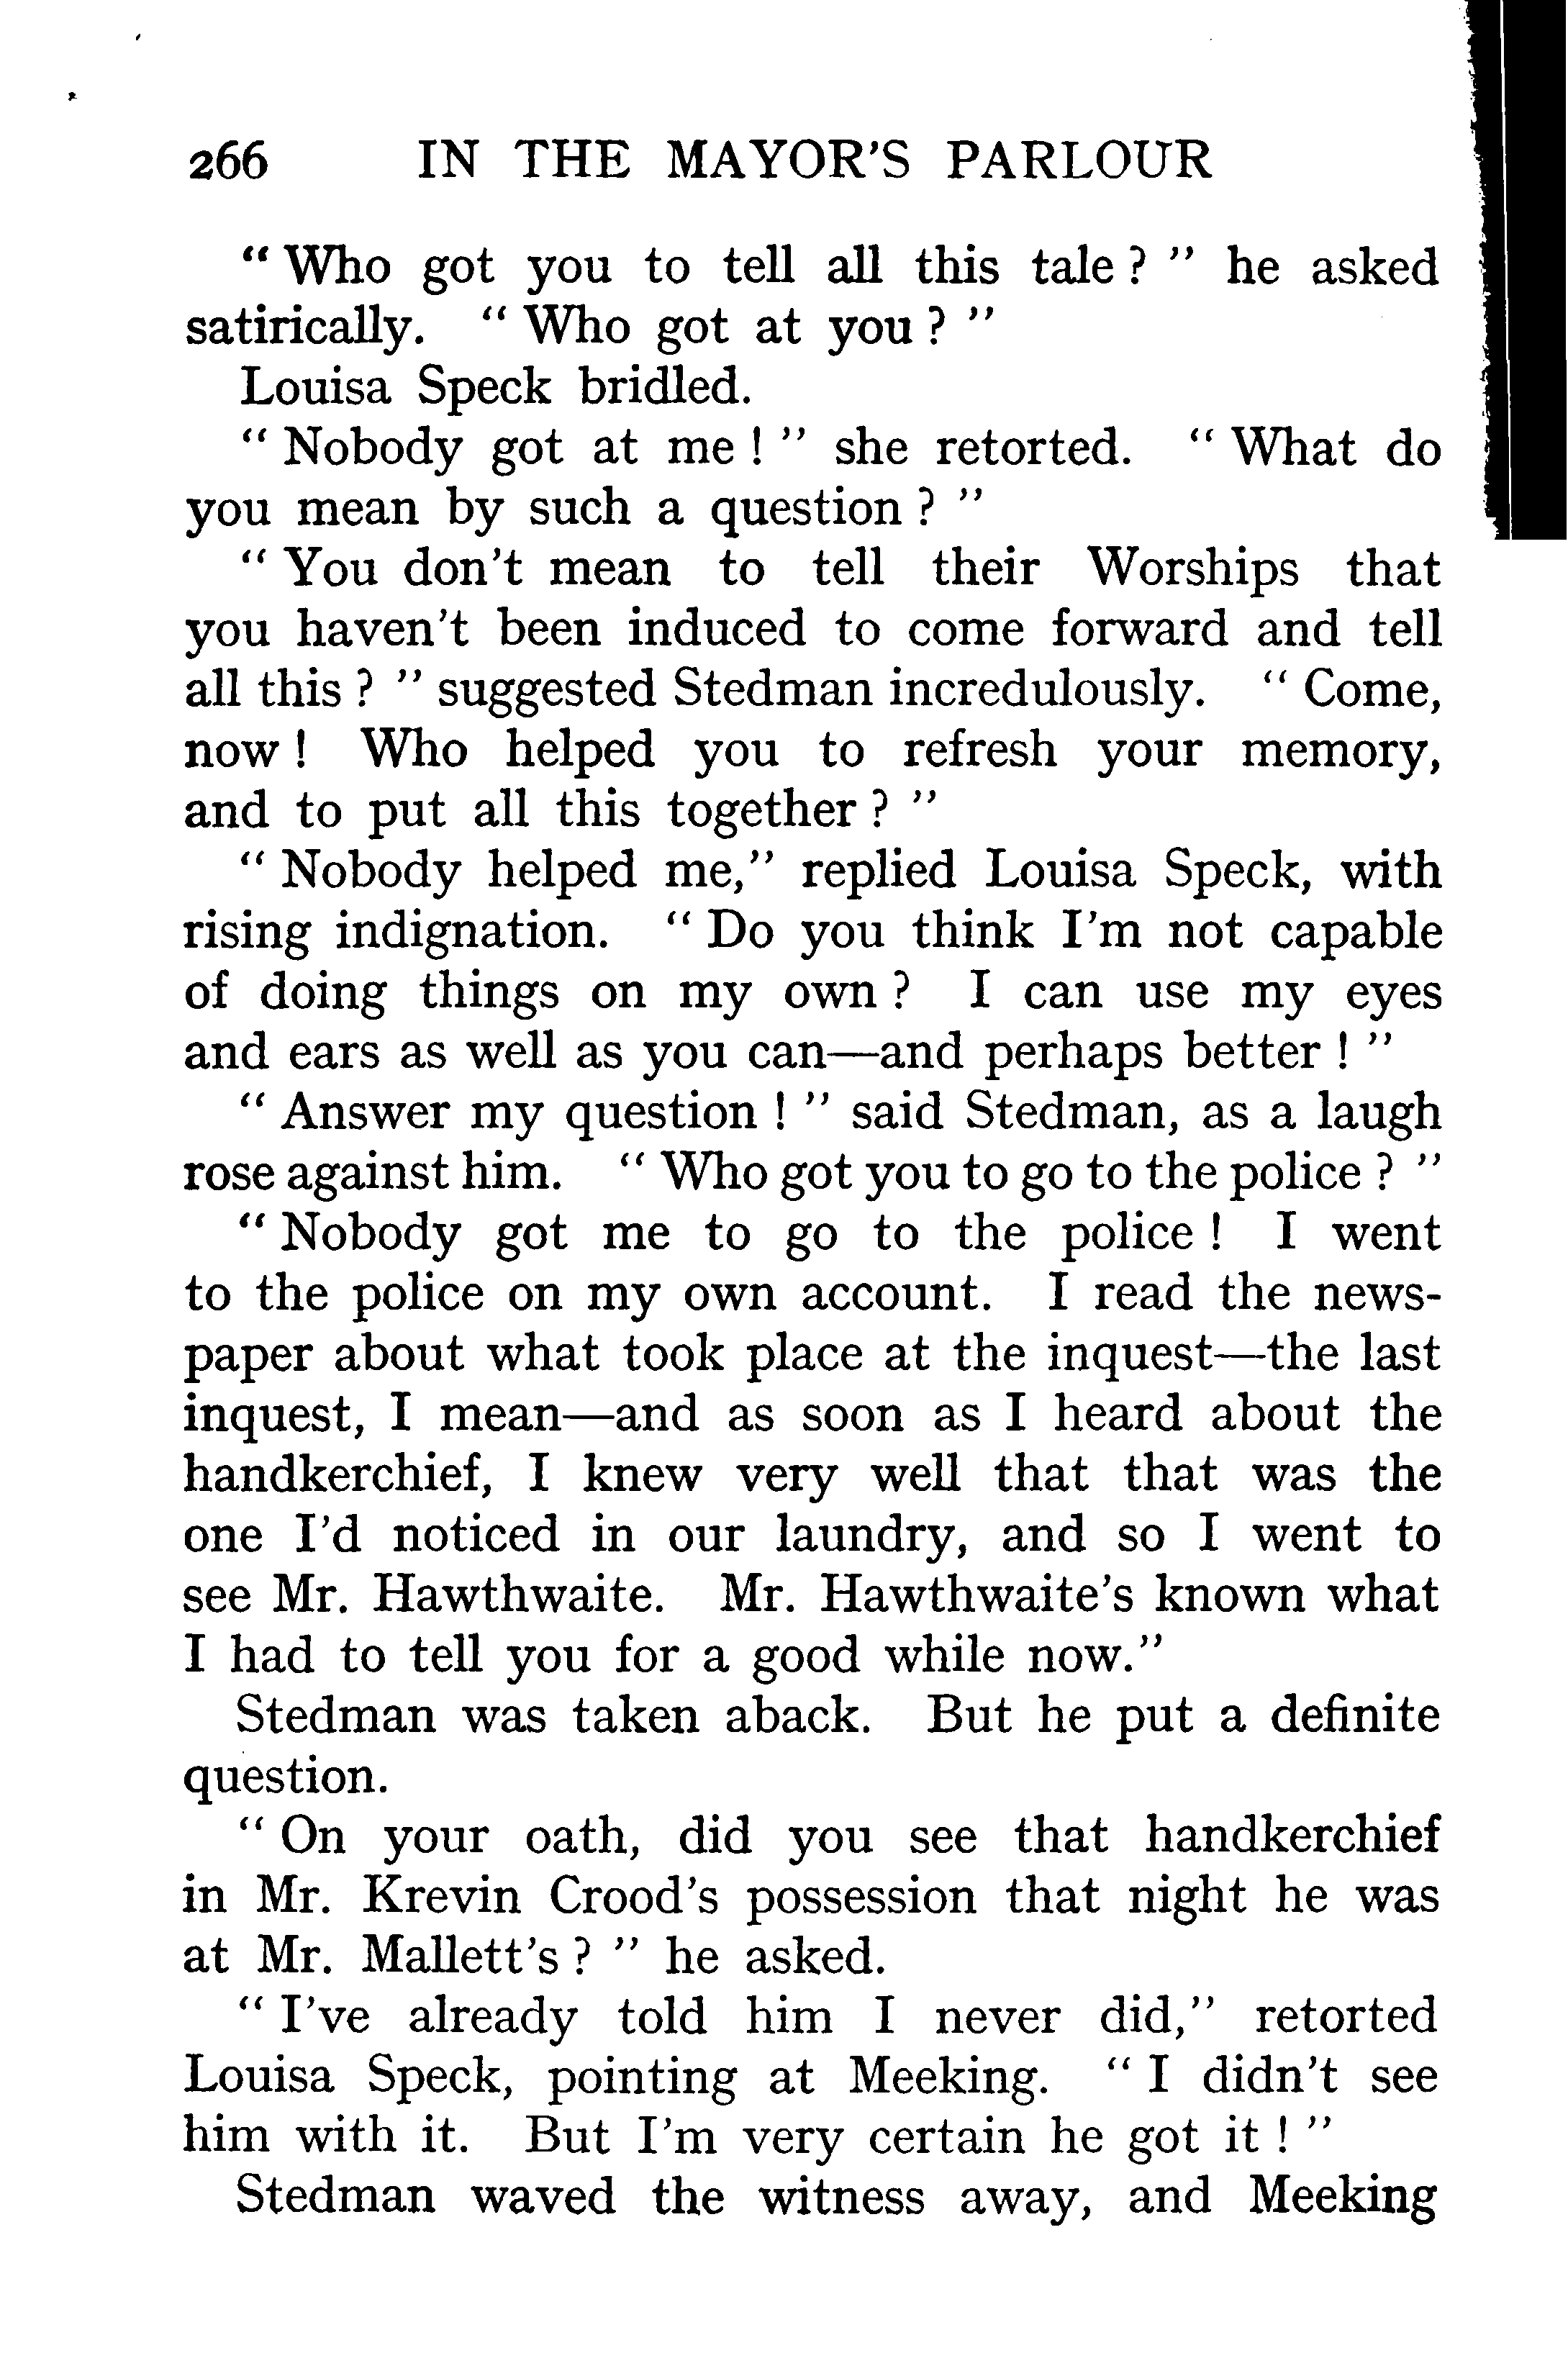 266 IN THE MAYOR'S PARLOUR
“ Who got you to tell all this tale ? ” he asked
satirically. “ Who got at you ? ”
Louisa Speck bridled.
“ Nobody got at me ! ” she retorted. “ What do
you mean by such a question ? ”
“ You don't mean to tell their Worships that
you haven't been induced to come forward and tell
all this ? ” suggested Stedman incredulously. “ Come,
now ! Who helped you to refresh your memory,
and to put all this together ? ”
“ Nobody helped me,” replied Louisa Speck, with
rising indignation. “ Do you think I'm not capable
of doing things on my own ? I can use my eyes
and ears as well as you can—and perhaps better ! ”
“ Answer my question ! ” said Stedman, as a laugh
rose against him. “ Who got you to go to the police ? ”
“ Nobody got me to go to the police ! I went
to the police on my own account. I read the news-
paper about what took place at the inquest—the last
inquest, I mean—and as soon as I heard about the
handkerchief, I knew very well that that was the
one I'd noticed in our laundry, and so I went to
see Mr. Hawthwaite. Mr. Hawthwaite's known what
I had to tell you for a good while now.”
Stedman was taken aback. But he put a definite
question.
“ On your oath, did you see that handkerchief
in Mr. Krevin Crood's possession that night he was
at Mr. Mallett's ? ” he asked.
“ I've already told him I never did,” retorted
Louisa Speck, pointing at Meeking. “ I didn't see
him with it. But I'm very certain he got it ! ”
Stedman waved the witness away, and Meeking